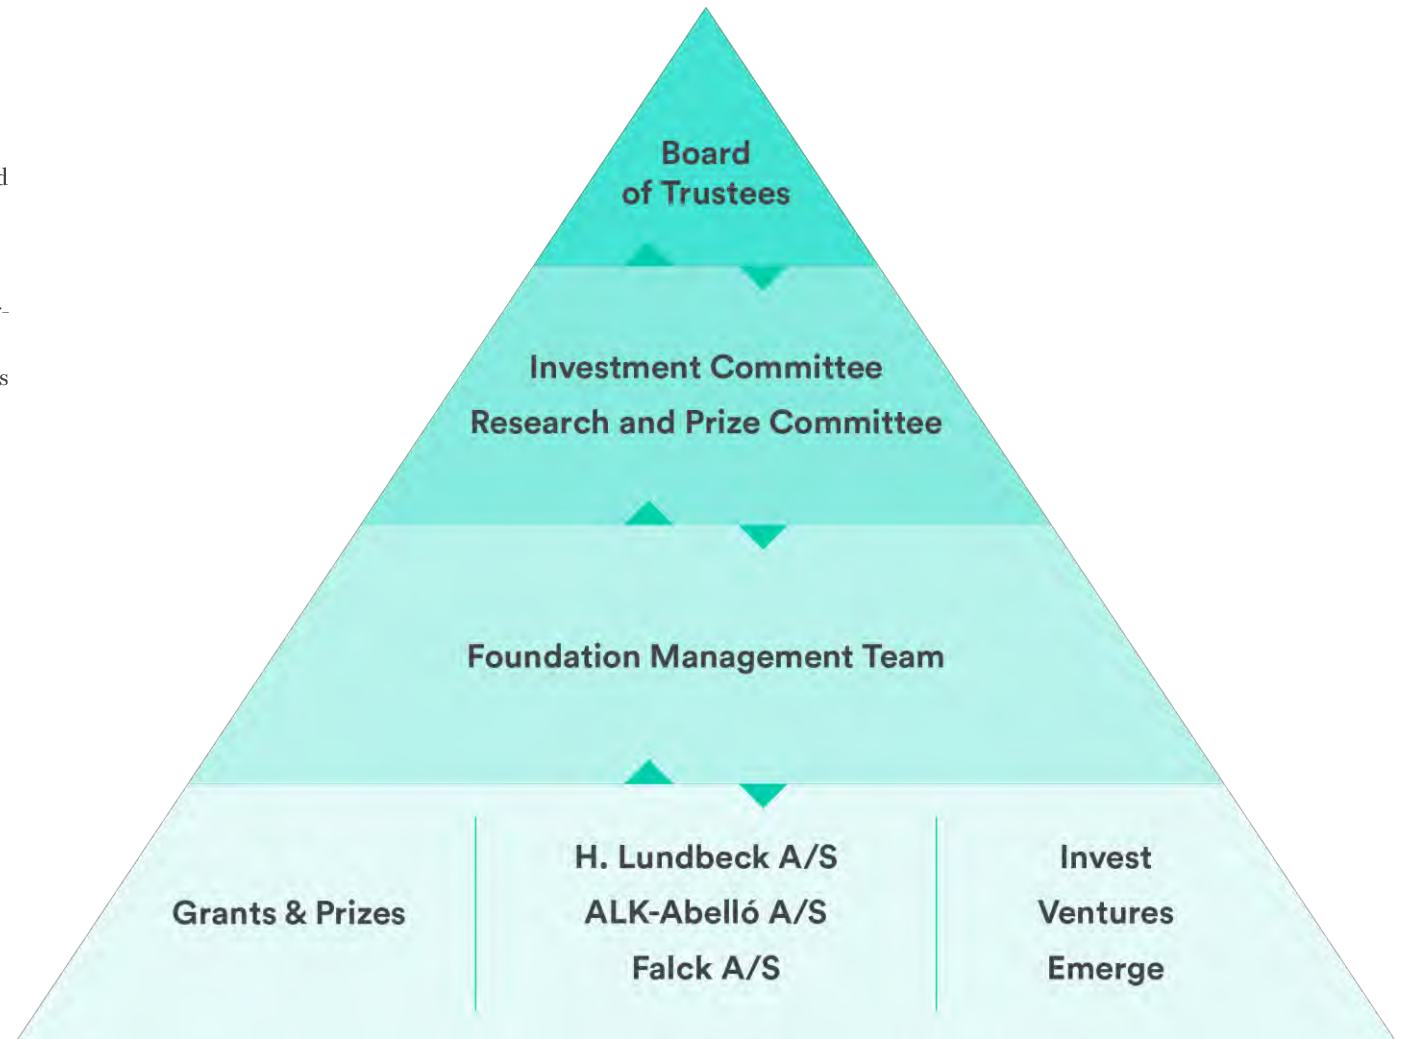 d
s
Board
of Trustees
Investment Committee
Research and Prize Committee
Foundation Management Team
Grants & Prizes
H. Lundbeck A/S
ALK-Abelló A/S
Falck A/S
Invest
Ventures
Emerge